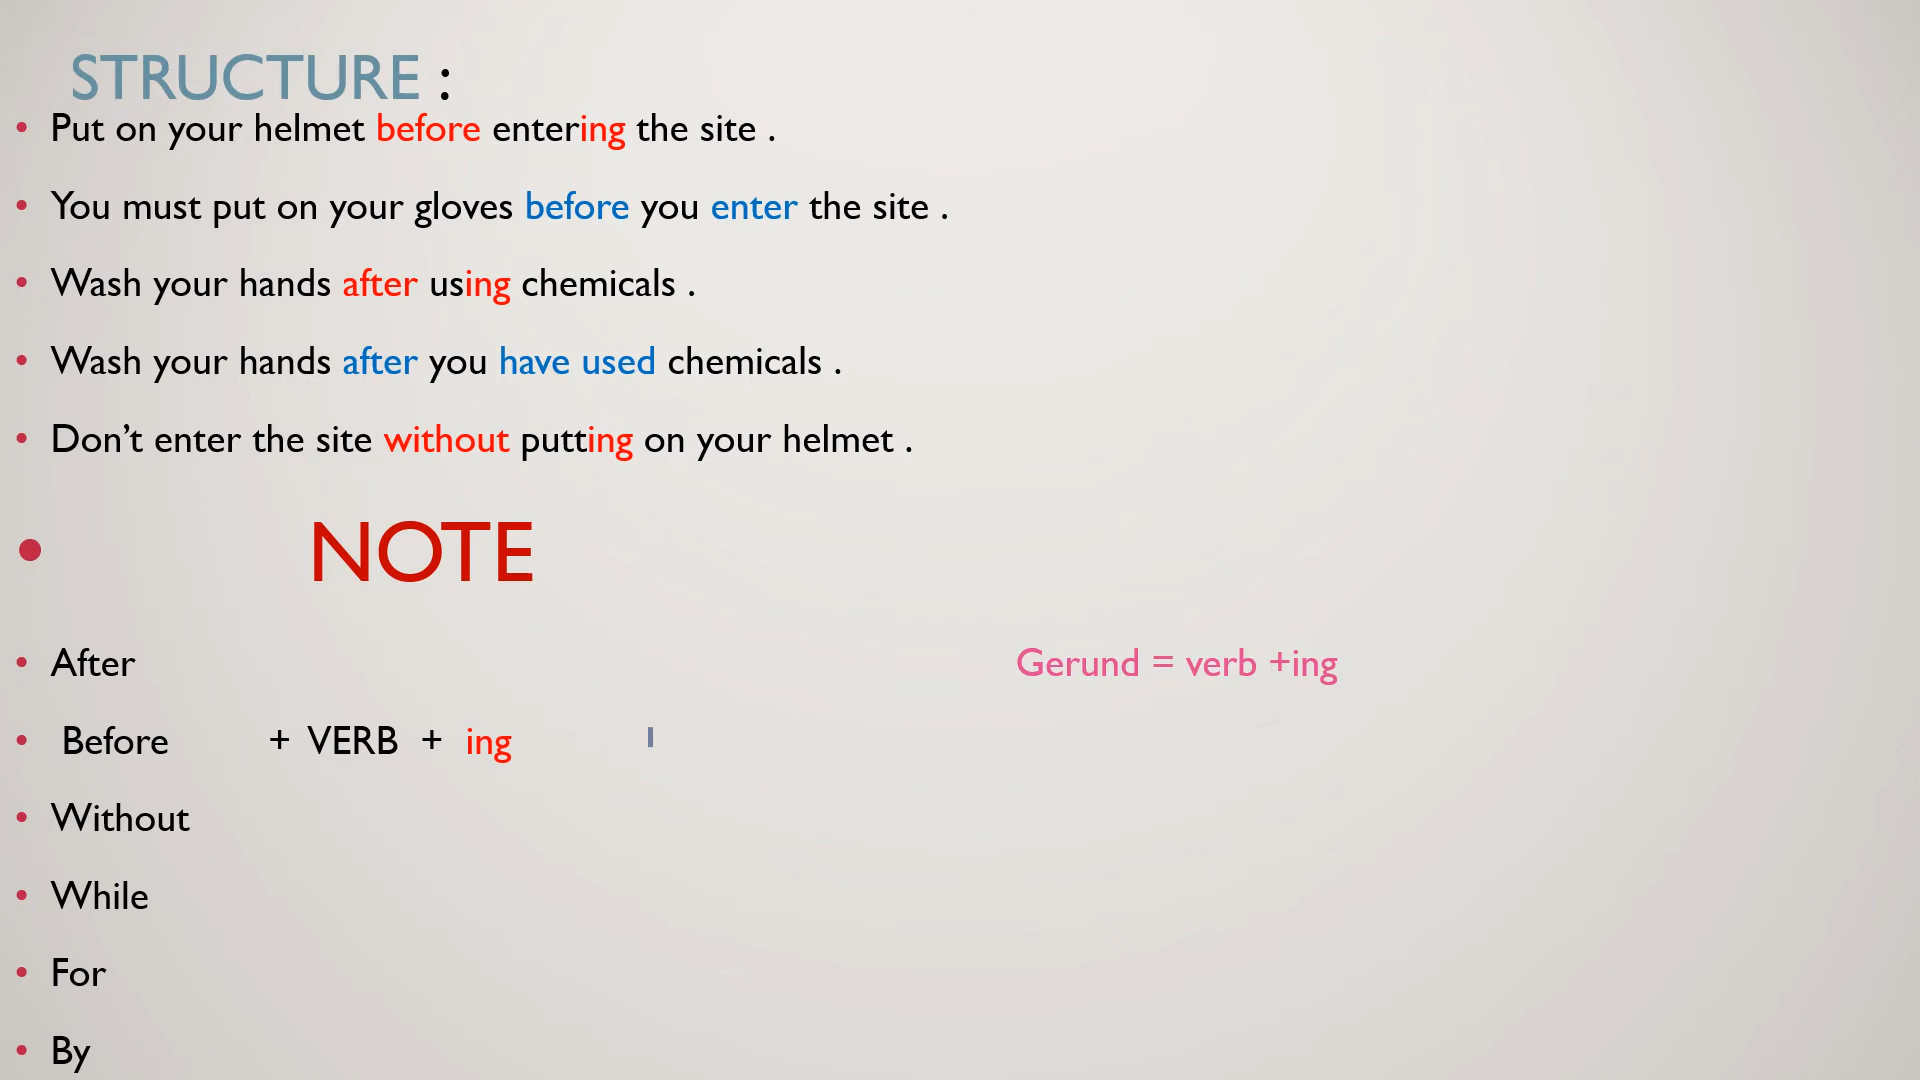 STRUCTURE :
• Put on your helmet before entering the site .
• You must put on your gloves before you enter the site .
• Wash your hands after using chemicals .
• Wash your hands after you have used chemicals .
• Don’t enter the site without putting on your helmet .
• NOTE
• After Gerund = verb +ing
• Before + VERB + ing
• Without
• While
• For
• By